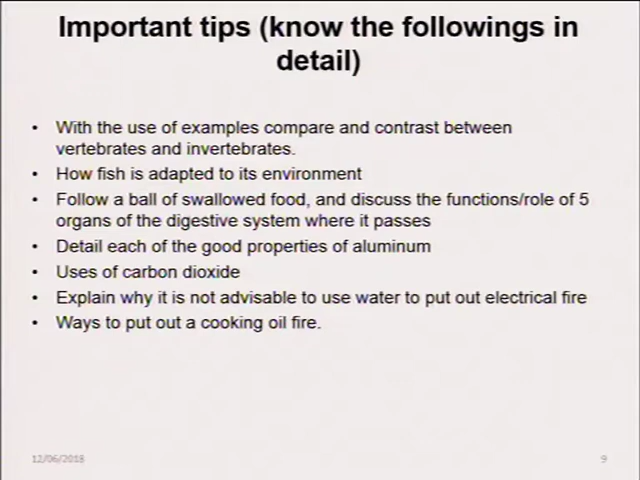 Important tips (know the followings in
detail)
• With the use of examples compare and contrast between
vertebrates and invertebrates.
• How fish is adapted to its environment
• Follow a ball of swallowed food, and discuss the functions/role of 5
organs of the digestive system where it passes
• Detail each of the good properties of aluminum
• Uses of carbon dioxide
• Explain why it is not advisable to use water to put out electrical fire
• Ways to put out a cooking oil fire.
12/06/2018
9